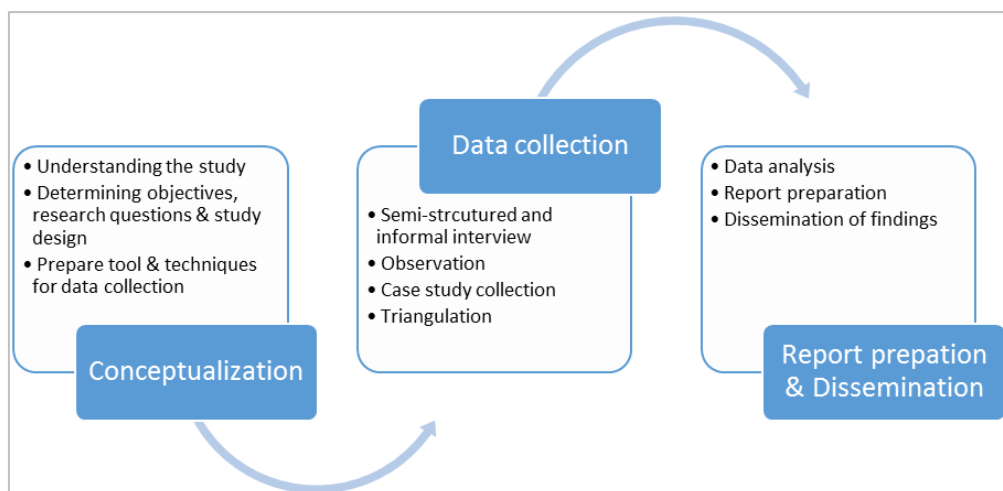 • Understanding the study
• Determining objectives,
research questions & study
design
• Prepare tool & techniques
for data collection
Conceptualization
Data collection
• Semi-strcutured and
informal interview
• Observation
• Case study collection
• Triangulation
• Data analysis
• Report preparation
• Dissemination of findings
Report prepation
& Dissemination